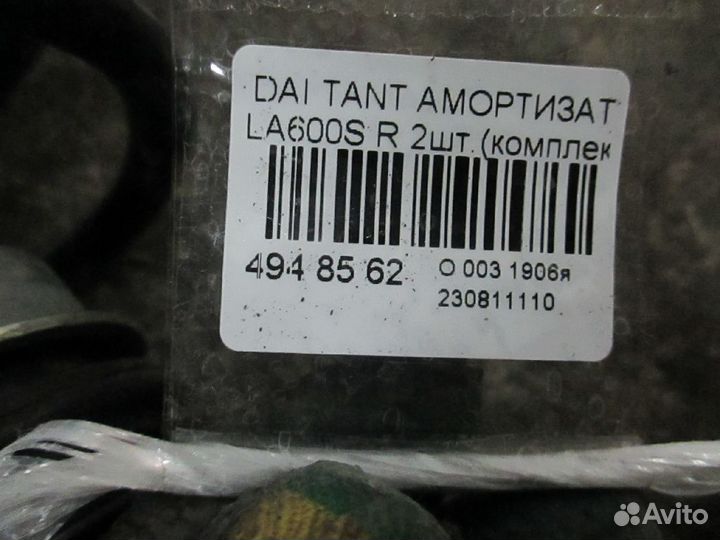 DAI TANT АМОРТИЗАТ
LA600S R 2шт.(комплек
494 85 62
О 003 1906я
230811110
Avito